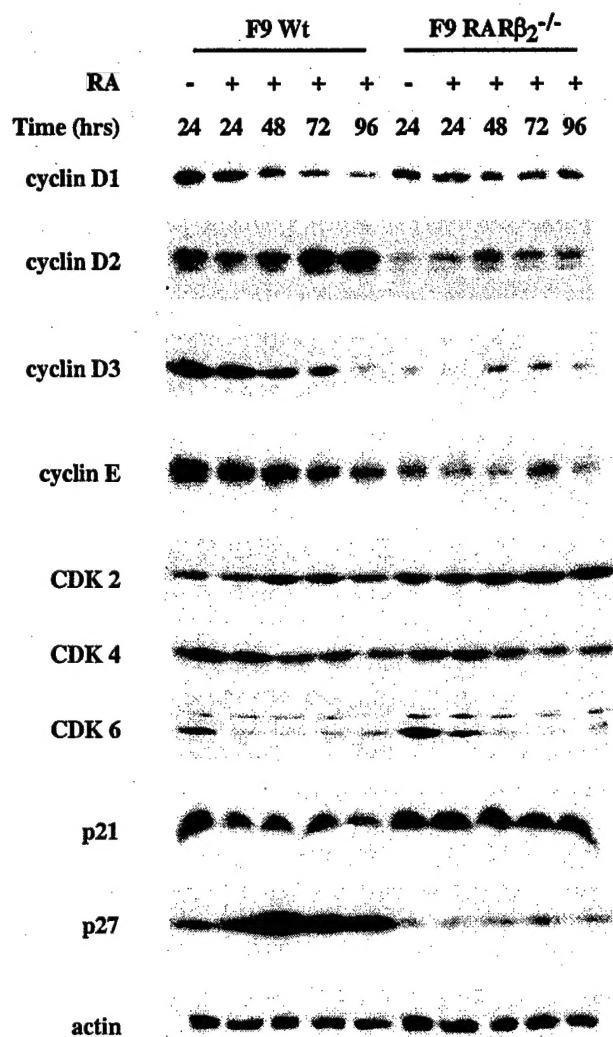 F9 Wt F9 RARβ₂⁻/⁻
RA - + + + + - + + + +
Time (hrs) 24 24 48 72 96 24 24 48 72 96
cyclin D1
cyclin D2
cyclin D3
cyclin E
CDK 2
CDK 4
CDK 6
p21
p27
actin